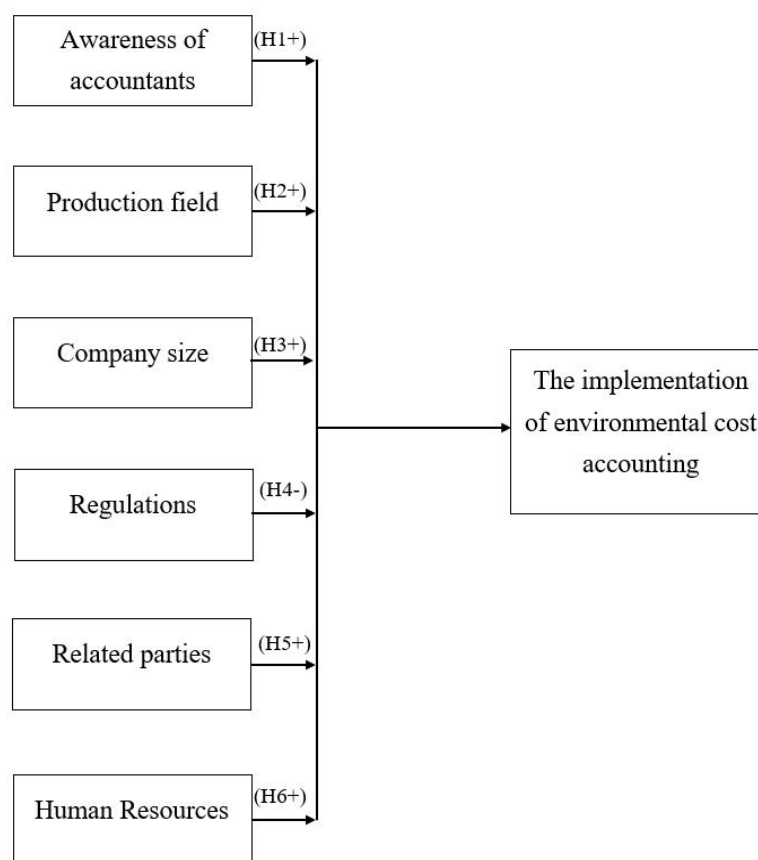 Awareness of
accountants
(H1+)
Production field
(H2+)
Company size
(H3+)
Regulations
(H4-)
Related parties
(H5+)
Human Resources
(H6+)
The implementation
of environmental cost
accounting